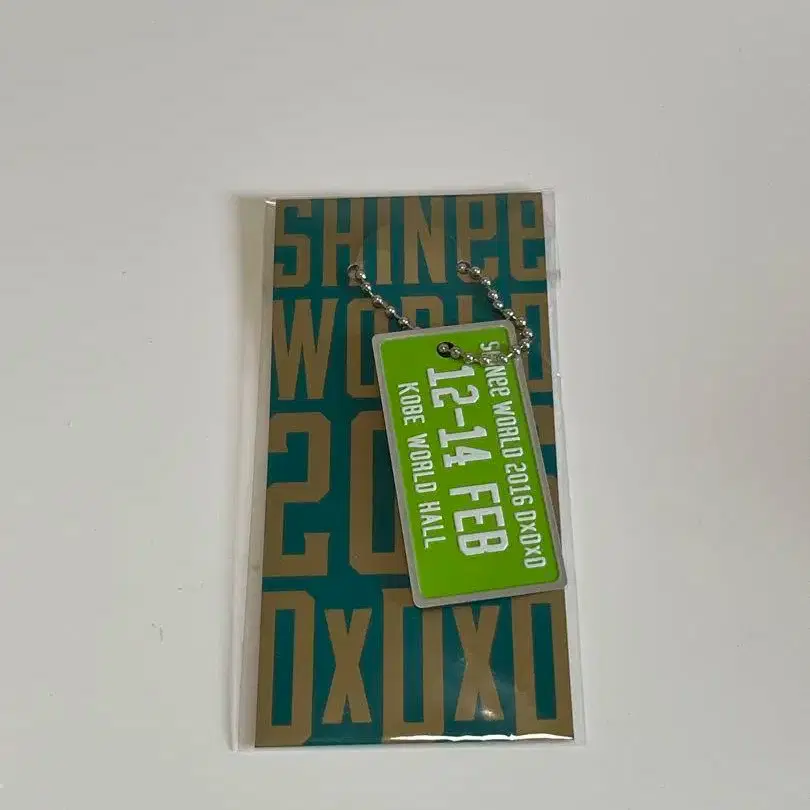 SHINee
WORLD
20
DxDxD
SHINee WORLD 2016 DxDxD
12-14 FEB
KOBE WORLD HALL